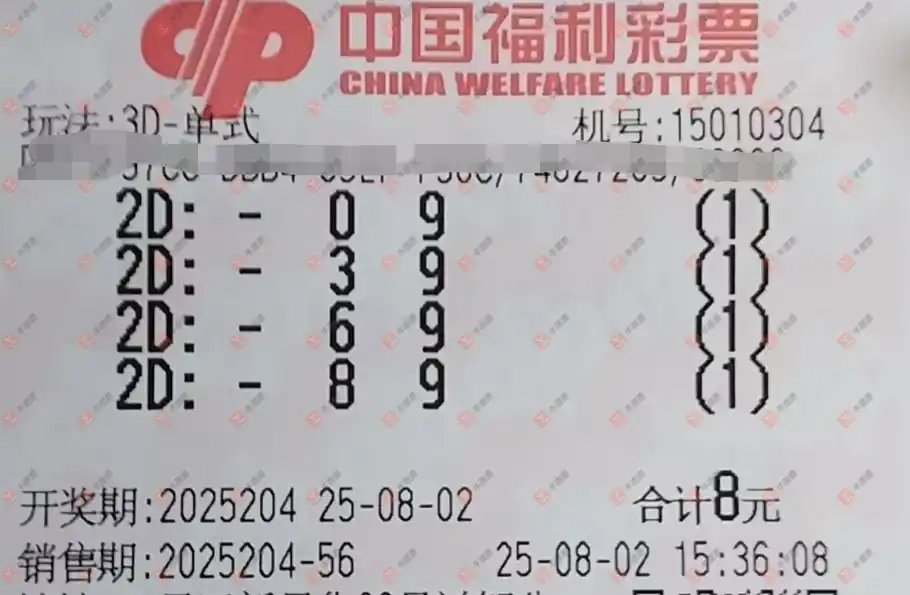 中国福利彩票
CHINA WELFARE LOTTERY
玩法:3D-单式 机号:15010304
2D: - 0 9 (1)
2D: - 3 9 (1)
2D: - 6 9 (1)
2D: - 8 9 (1)
开奖期:2025204 25-08-02 合计8元
销售期:2025204-56 25-08-02 15:36:08